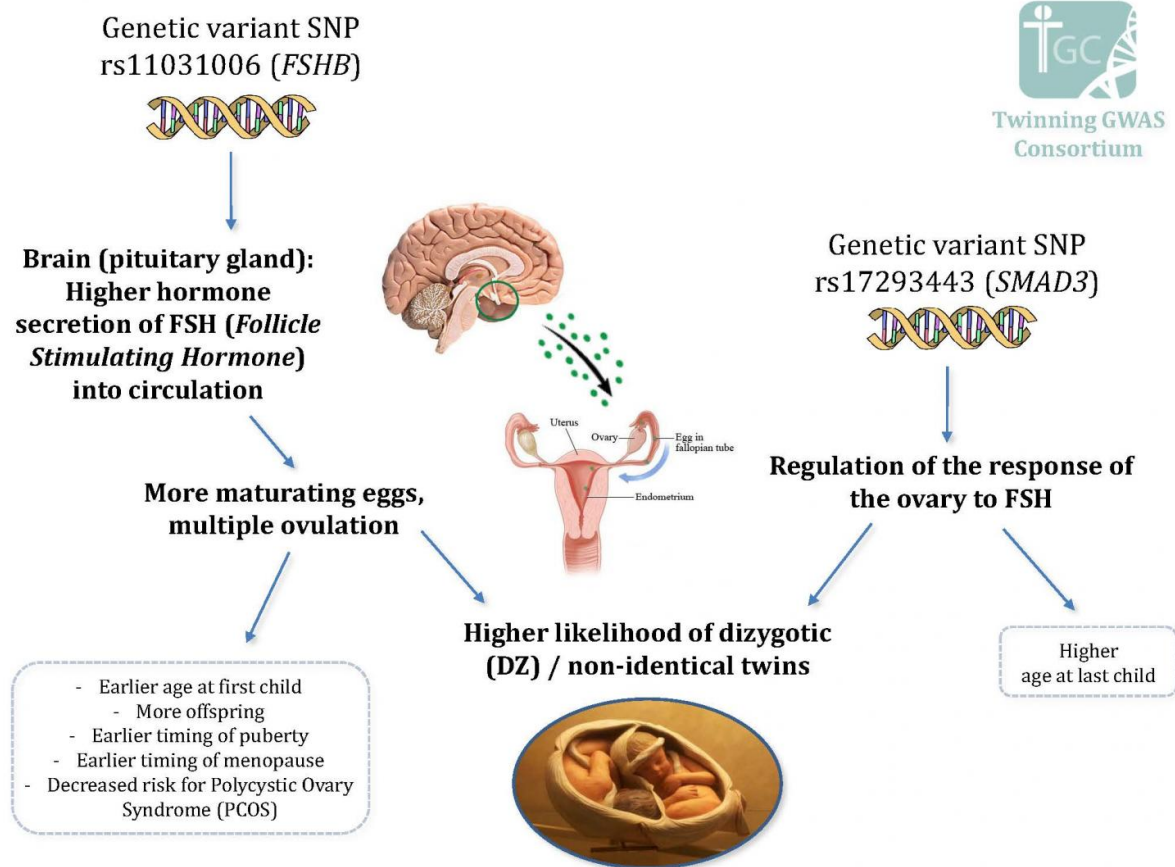 Genetic variant SNP
rs11031006 (FSHB)
TGC
Twinning GWAS
Consortium
Brain (pituitary gland):
Higher hormone
secretion of FSH (Follicle
Stimulating Hormone)
into circulation
Genetic variant SNP
rs17293443 (SMAD3)
Uterus
Ovary
Egg in
fallopian tube
Endometrium
More maturating eggs,
multiple ovulation
Regulation of the response of
the ovary to FSH
Higher likelihood of dizygotic
(DZ) / non-identical twins
Higher
age at last child
- Earlier age at first child
- More offspring
- Earlier timing of puberty
- Earlier timing of menopause
- Decreased risk for Polycystic Ovary
Syndrome (PCOS)